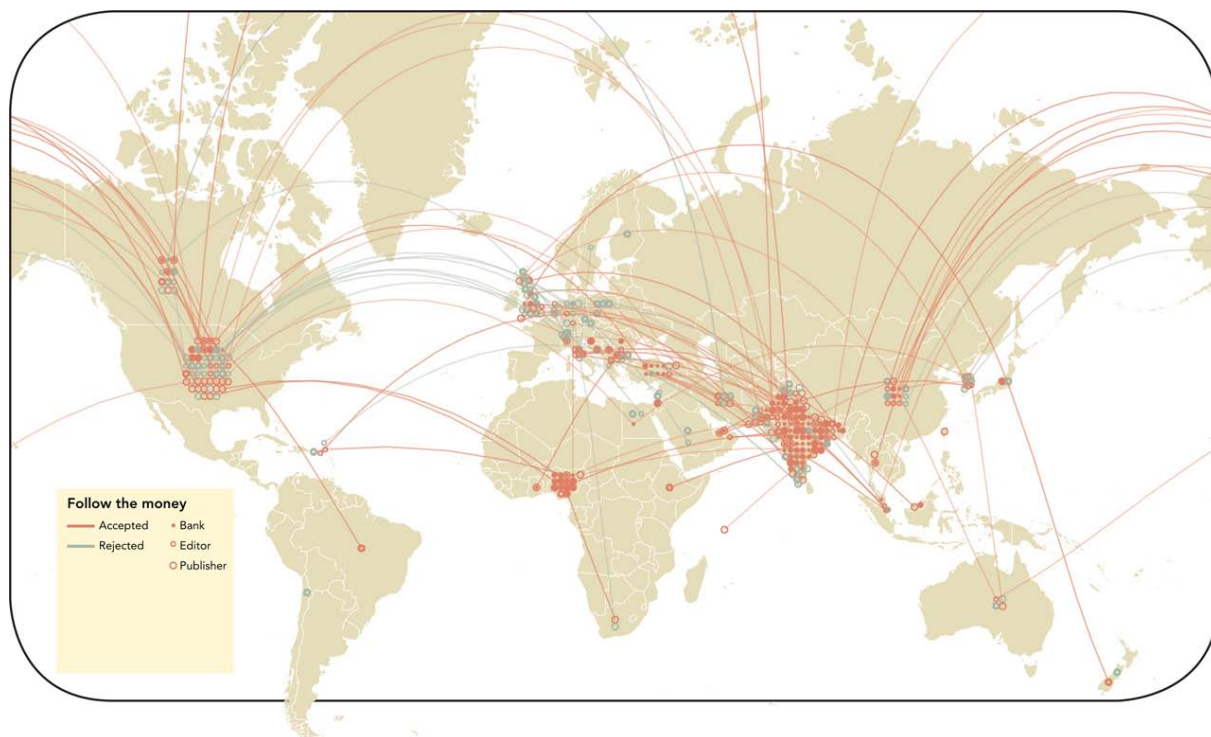 Follow the money
Accepted
Bank
Rejected
Editor
Publisher